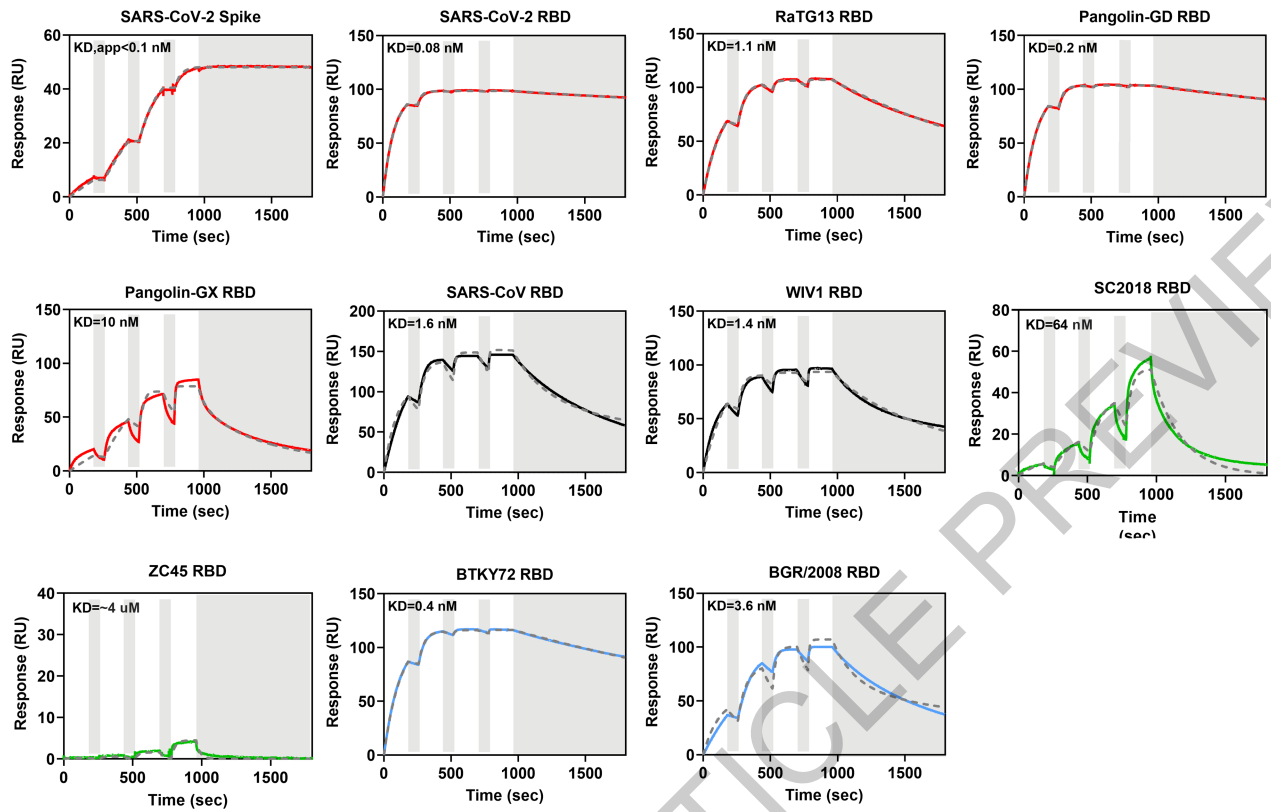 SARS-CoV-2 Spike
SARS-CoV-2 RBD
RaTG13 RBD
Pangolin-GD RBD
KD,app<0.1 nM
KD=0.08 nM
KD=1.1 nM
KD=0.2 nM
Response (RU)
60
40
20
0
0 500 1000 1500
Time (sec)
Response (RU)
150
100
50
0
0 500 1000 1500
Time (sec)
Response (RU)
150
100
50
0
0 500 1000 1500
Time (sec)
Response (RU)
150
100
50
0
0 500 1000 1500
Time (sec)
Pangolin-GX RBD
SARS-CoV RBD
WIV1 RBD
SC2018 RBD
KD=10 nM
KD=1.6 nM
KD=1.4 nM
KD=64 nM
Response (RU)
150
100
50
0
0 500 1000 1500
Time (sec)
Response (RU)
200
150
100
50
0
0 500 1000 1500
Time (sec)
Response (RU)
150
100
50
0
0 500 1000 1500
Time (sec)
Response (RU)
80
60
40
20
0
0 500 1000 1500
Time
(sec)
ZC45 RBD
BTKY72 RBD
BGR/2008 RBD
KD=~4 uM
KD=0.4 nM
KD=3.6 nM
Response (RU)
40
30
20
10
0
0 500 1000 1500
Time (sec)
Response (RU)
150
100
50
0
0 500 1000 1500
Time (sec)
Response (RU)
150
100
50
0
0 500 1000 1500
Time (sec)
TICLE PREVI